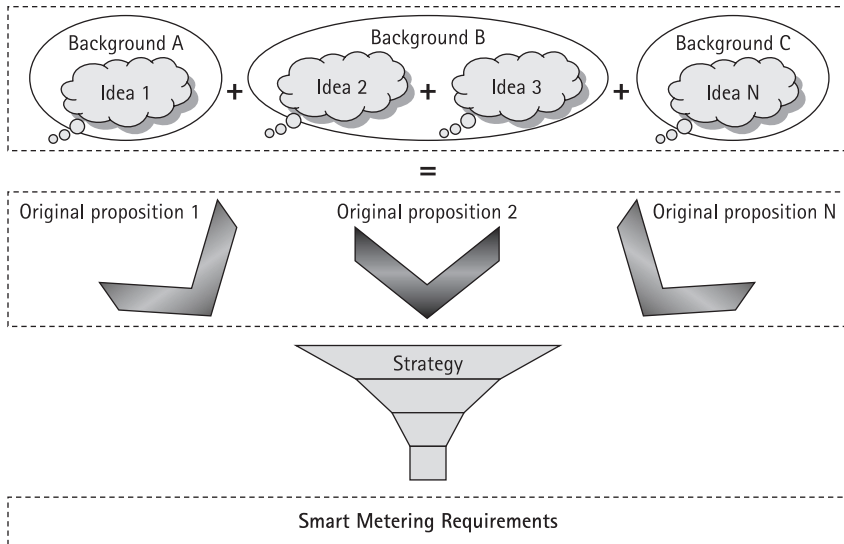 Background A
Background B
Background C
Idea 1
+
Idea 2
+
Idea 3
+
Idea N
=
Original proposition 1
Original proposition 2
Original proposition N
Strategy
Smart Metering Requirements